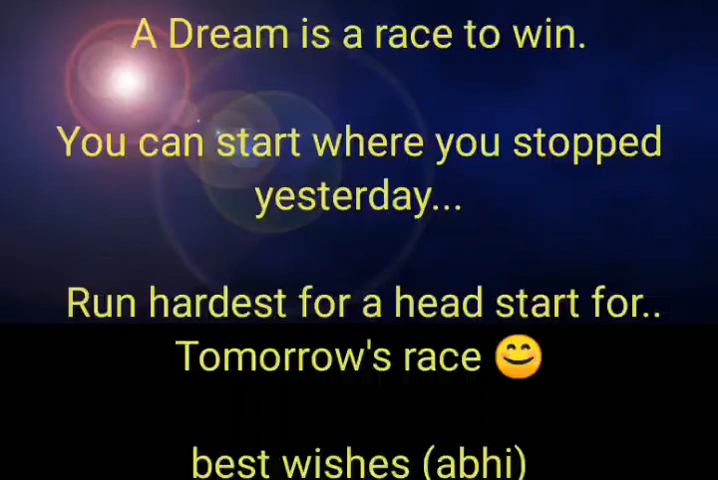 A Dream is a race to win.
You can start where you stopped
yesterday...
Run hardest for a head start for..
Tomorrow's race 😊
best wishes (abhi)